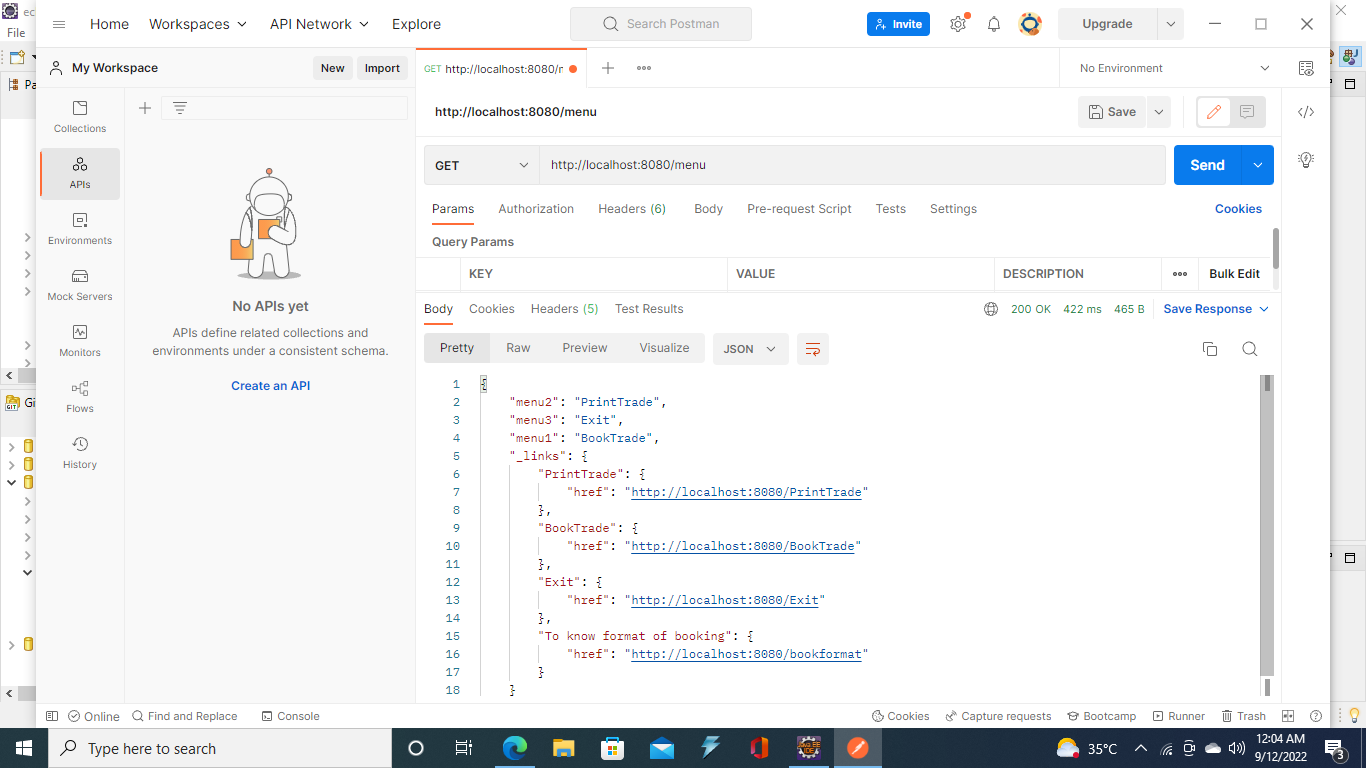 ec
File
Pa
Gi
Home Workspaces API Network Explore
Search Postman
Invite
Upgrade
My Workspace
New Import
GET http://localhost:8080/
No Environment
Collections
APIs
Environments
Mock Servers
Monitors
Flows
History
No APIs yet
APIs define related collections and
environments under a consistent schema.
Create an API
http://localhost:8080/menu
Save
GET http://localhost:8080/menu
Send
Params Authorization Headers (6) Body Pre-request Script Tests Settings Cookies
Query Params
KEY VALUE DESCRIPTION Bulk Edit
Body Cookies Headers (5) Test Results 200 OK 422 ms 465 B Save Response
Pretty Raw Preview Visualize JSON
1 {
2 "menu2": "PrintTrade",
3 "menu3": "Exit",
4 "menu1": "BookTrade",
5 "_links": {
6 "PrintTrade": {
7 "href": "http://localhost:8080/PrintTrade"
8 },
9 "BookTrade": {
10 "href": "http://localhost:8080/BookTrade"
11 },
12 "Exit": {
13 "href": "http://localhost:8080/Exit"
14 },
15 "To know format of booking": {
16 "href": "http://localhost:8080/bookformat"
17 }
18 }
Online Find and Replace Console Cookies Capture requests Bootcamp Runner Trash
Type here to search
35°C
12:04 AM
9/12/2022
3